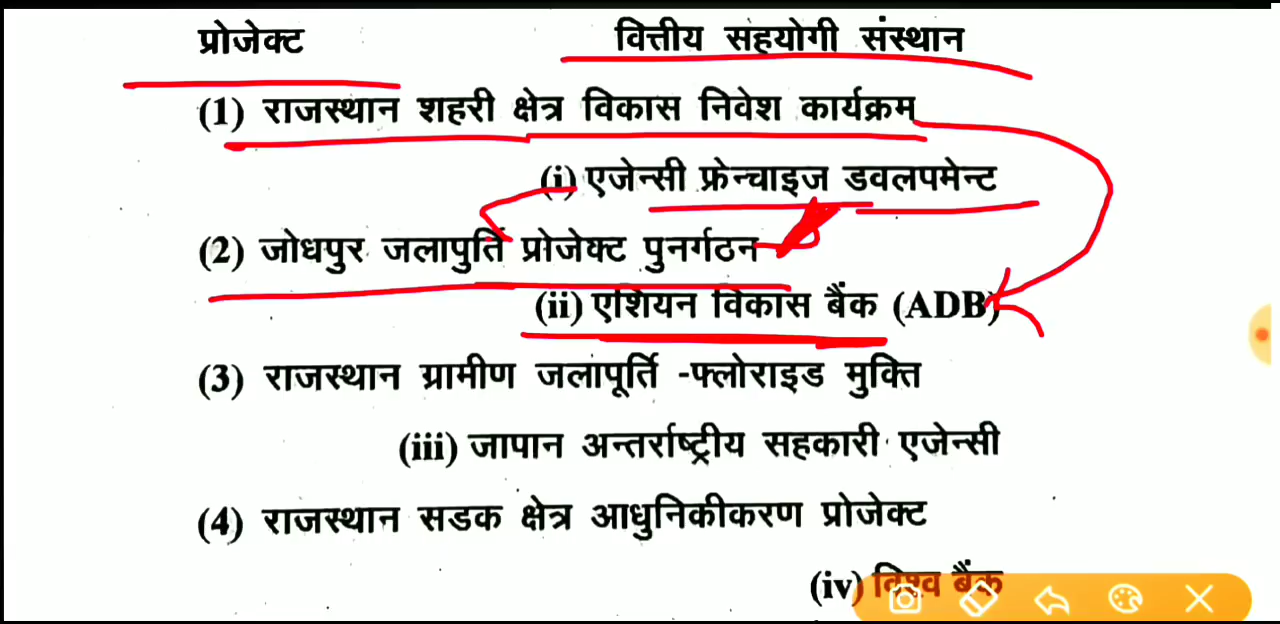 प्रोजेक्ट वित्तीय सहयोगी संस्थान
(1) राजस्थान शहरी क्षेत्र विकास निवेश कार्यक्रम
(i) एजेन्सी फ्रेन्चाइज डवलपमेन्ट
(2) जोधपुर जलापुर्ति प्रोजेक्ट पुनर्गठन
(ii) एशियन विकास बैंक (ADB)
(3) राजस्थान ग्रामीण जलापूर्ति -फ्लोराइड मुक्ति
(iii) जापान अन्तर्राष्ट्रीय सहकारी एजेन्सी
(4) राजस्थान सडक क्षेत्र आधुनिकीकरण प्रोजेक्ट
(iv) विश्व बैंक